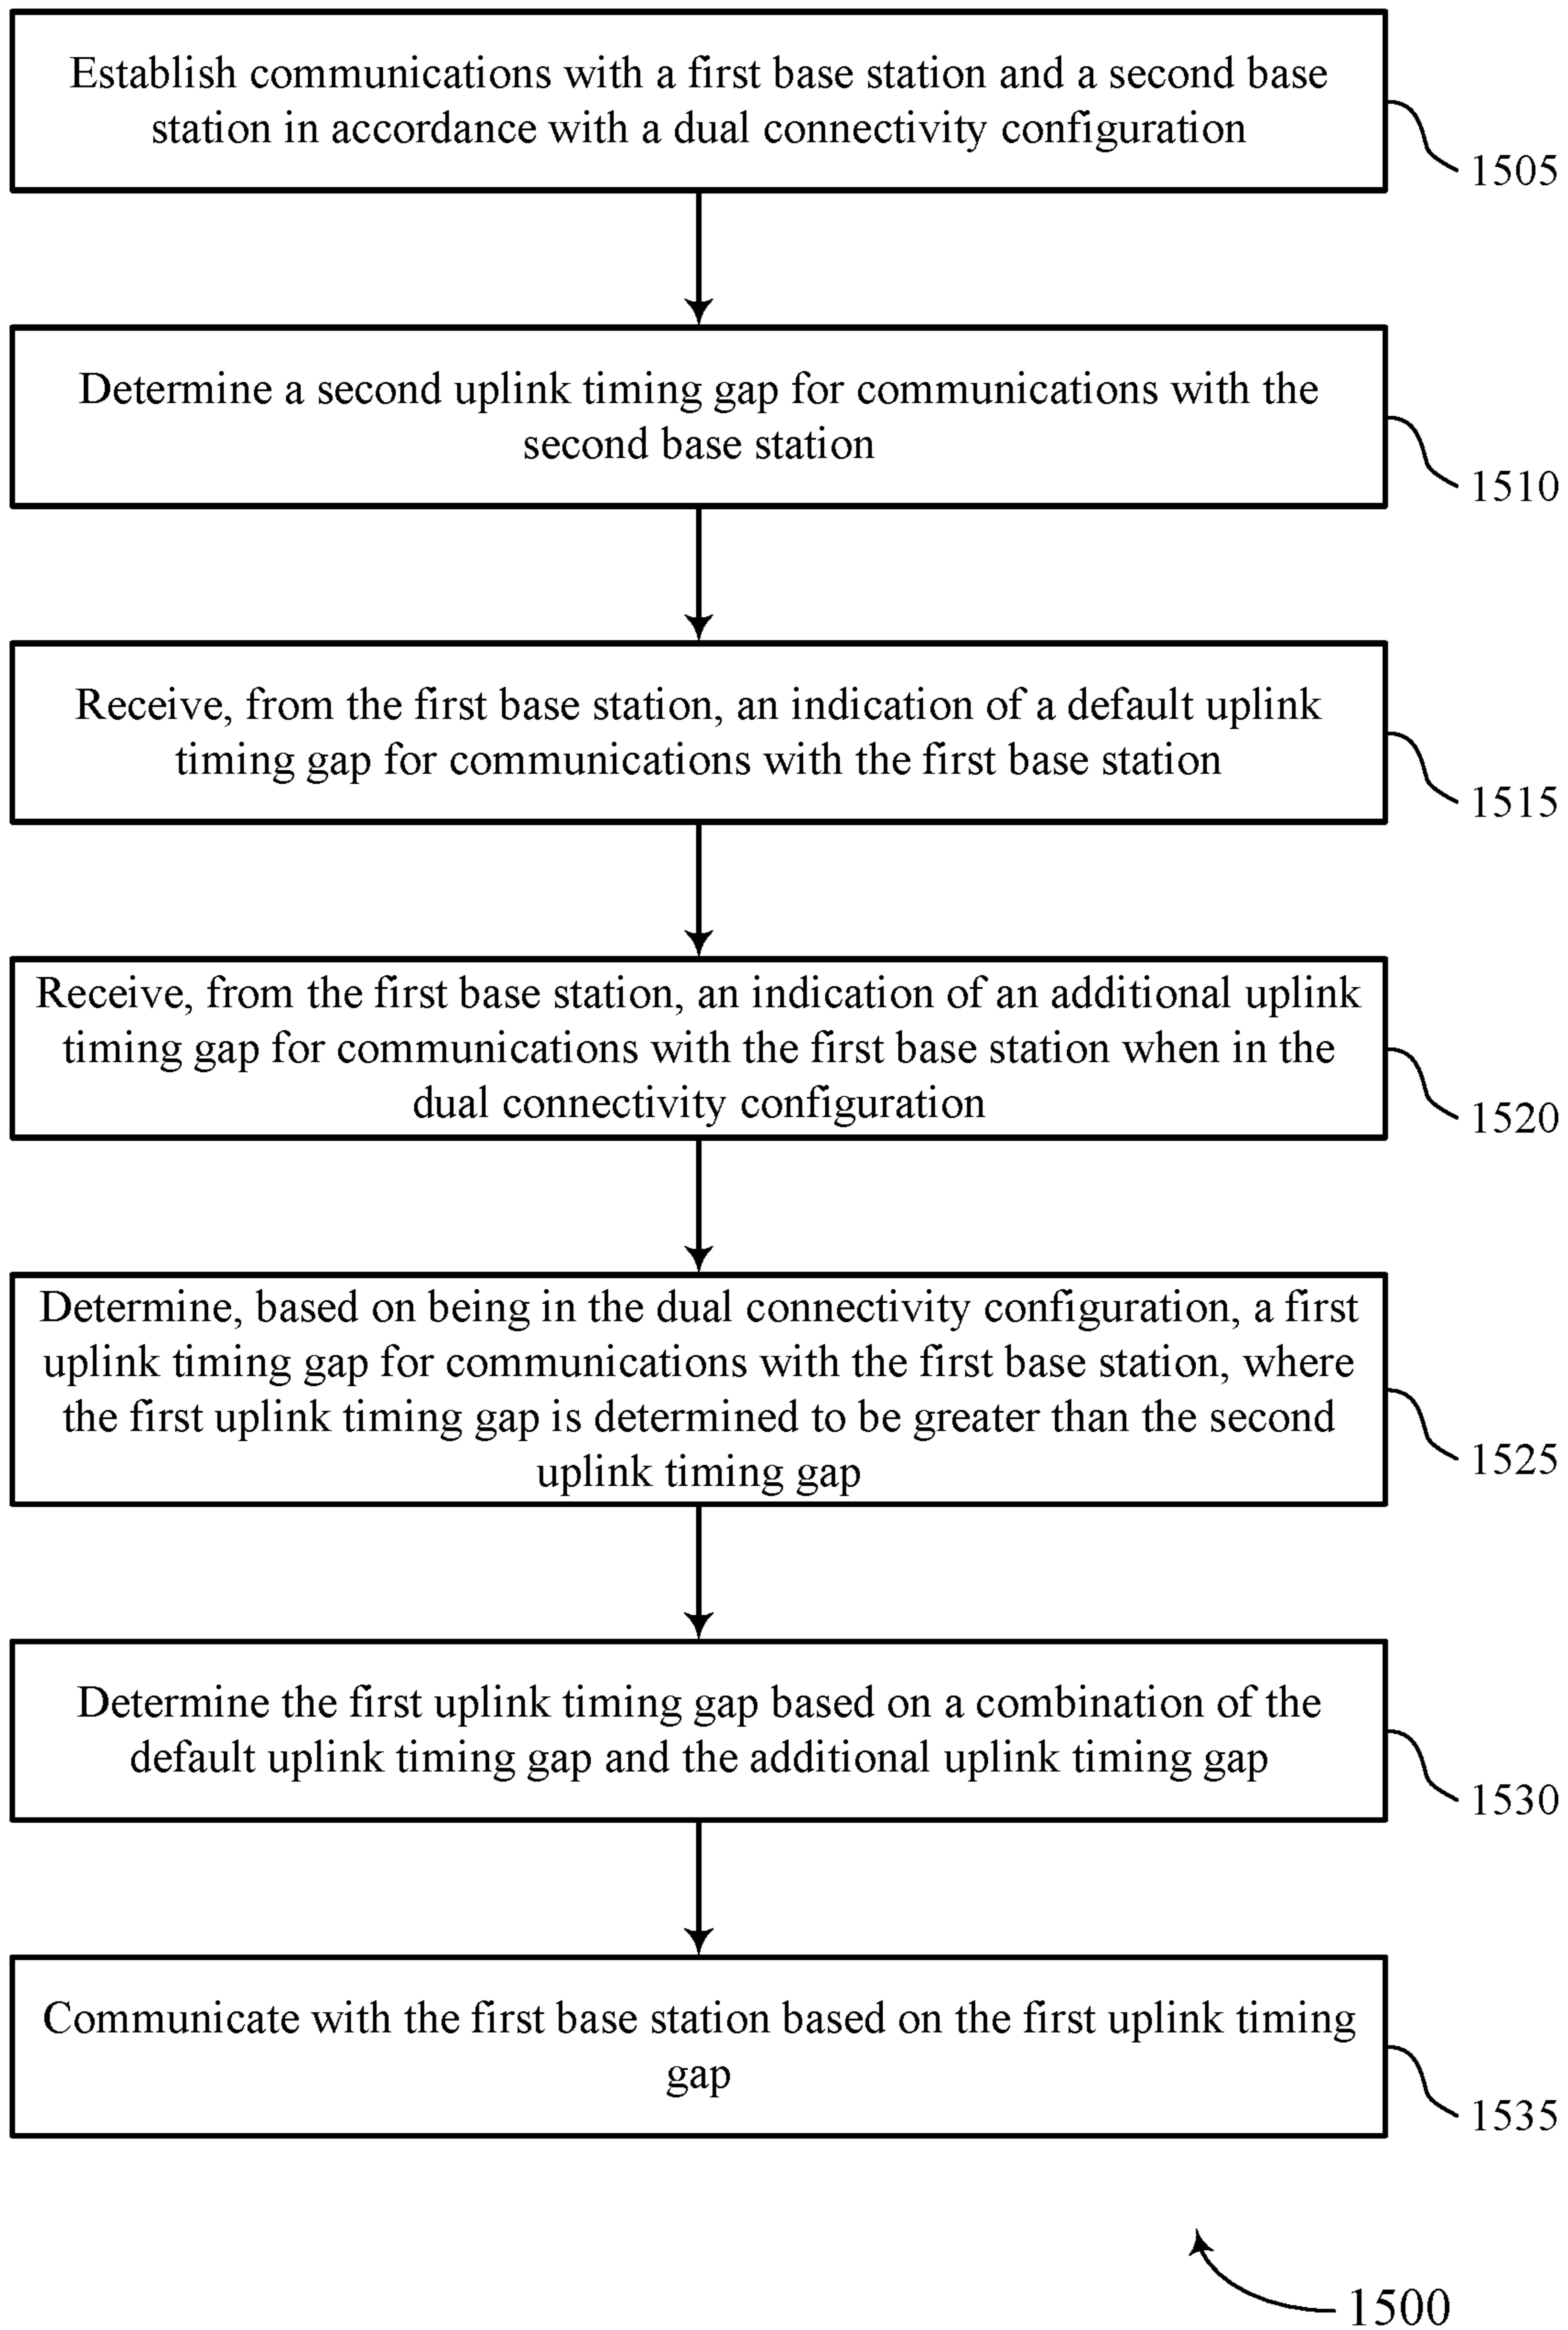 Establish communications with a first base station and a second base
station in accordance with a dual connectivity configuration
1505
Determine a second uplink timing gap for communications with the
second base station
1510
Receive, from the first base station, an indication of a default uplink
timing gap for communications with the first base station
1515
Receive, from the first base station, an indication of an additional uplink
timing gap for communications with the first base station when in the
dual connectivity configuration
1520
Determine, based on being in the dual connectivity configuration, a first
uplink timing gap for communications with the first base station, where
the first uplink timing gap is determined to be greater than the second
uplink timing gap
1525
Determine the first uplink timing gap based on a combination of the
default uplink timing gap and the additional uplink timing gap
1530
Communicate with the first base station based on the first uplink timing
gap
1535
1500